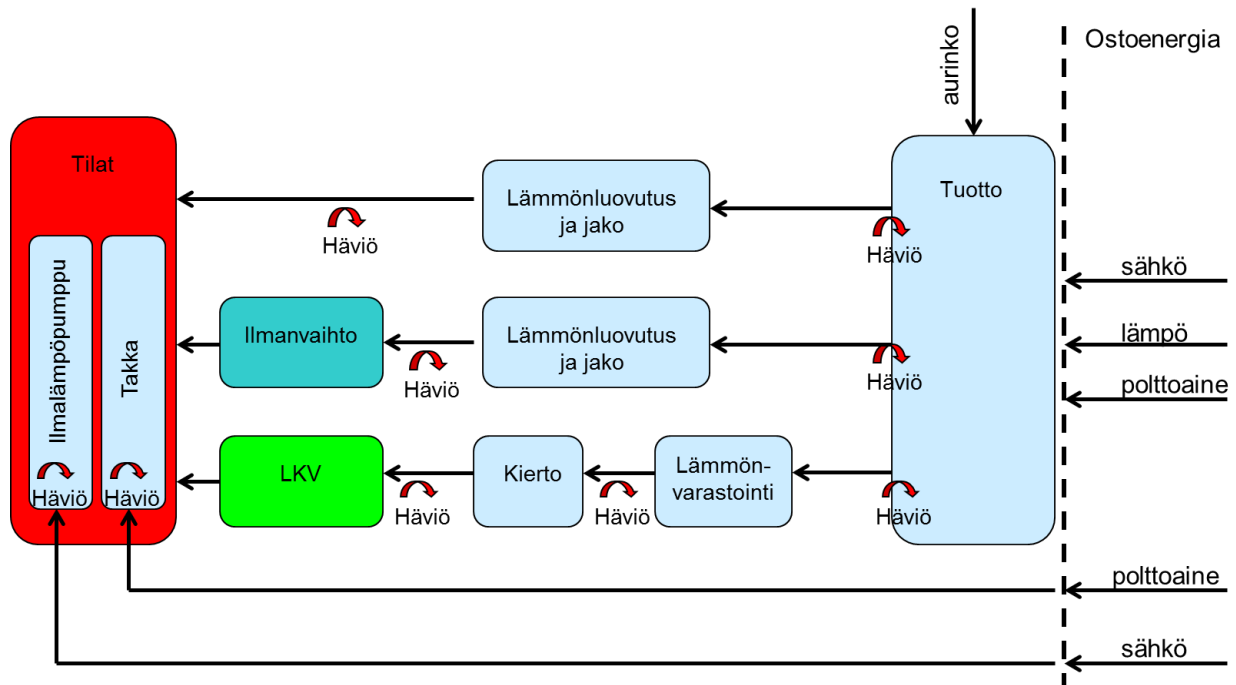 aurinko
Ostoenergia
Tilat
Lämmönluovutus
ja jako
Tuotto
Häviö
Häviö
sähkö
Ilmalämpöpumppu
Takka
Ilmanvaihto
Lämmönluovutus
ja jako
lämpö
Häviö
Häviö
polttoaine
LKV
Kierto
Lämmön-
varastointi
Häviö
Häviö
Häviö
Häviö
Häviö
polttoaine
sähkö